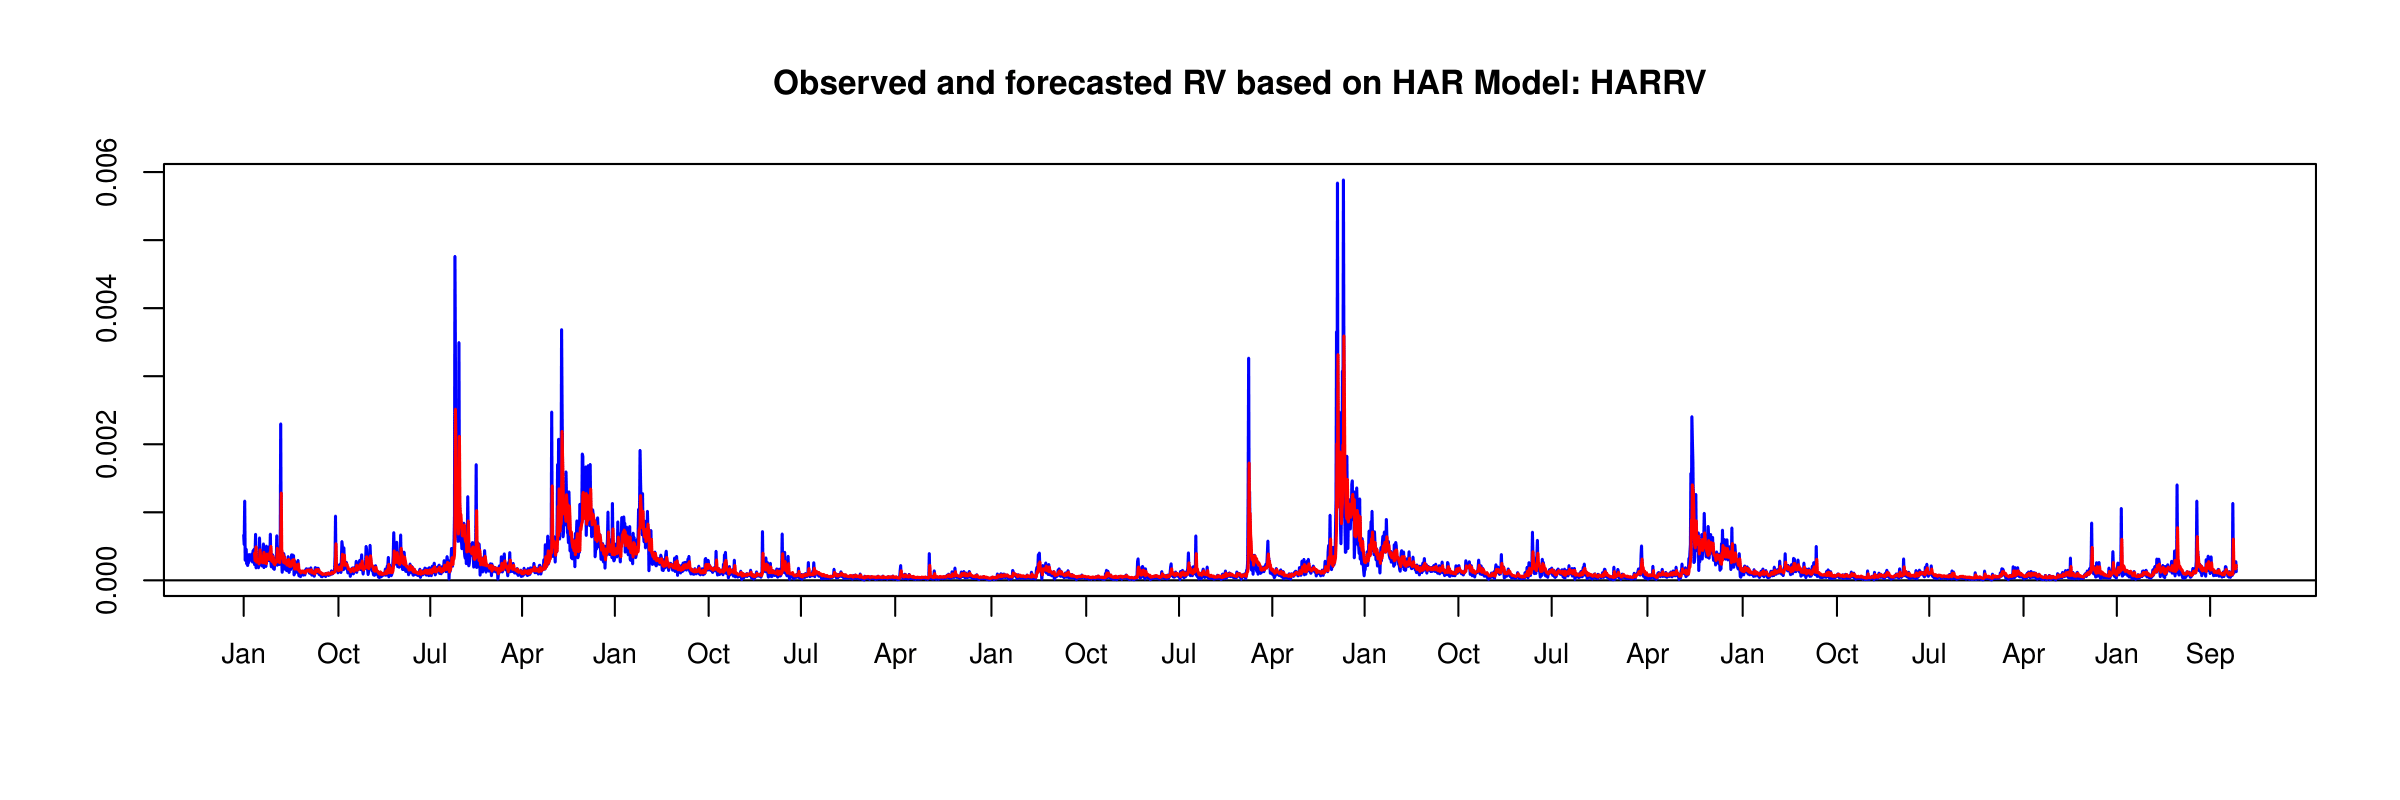 Observed and forecasted RV based on HAR Model: HARRV
0.006
0.004
0.002
0.000
Jan Oct Jul Apr Jan Oct Jul Apr Jan Oct Jul Apr Jan Oct Jul Apr Jan Oct Jul Apr Jan Sep